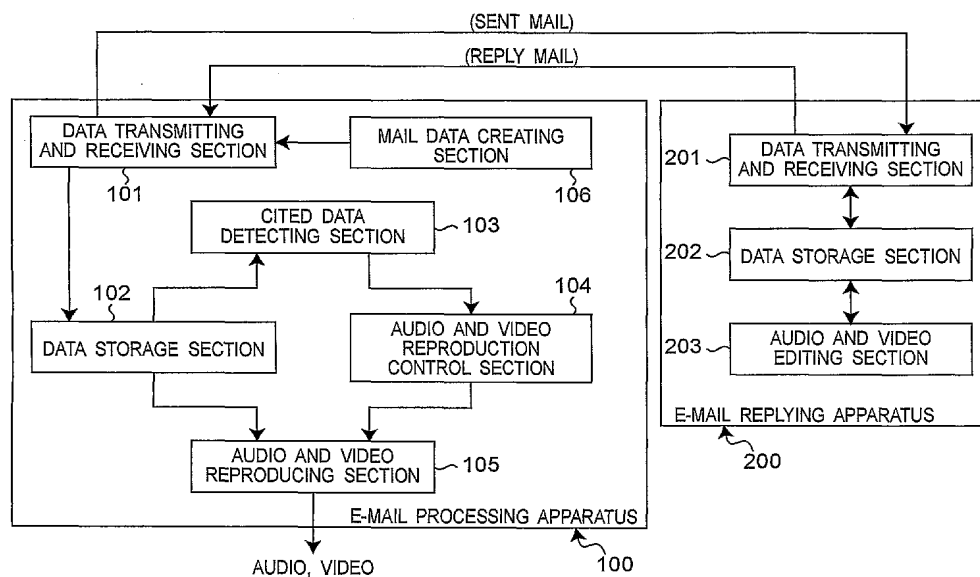 (SENT MAIL)
(REPLY MAIL)
DATA TRANSMITTING
AND RECEIVING SECTION
101
MAIL DATA CREATING
SECTION
106
CITED DATA
DETECTING SECTION
103
102
DATA STORAGE SECTION
104
AUDIO AND VIDEO
REPRODUCTION
CONTROL SECTION
AUDIO AND VIDEO
REPRODUCING SECTION
105
E-MAIL PROCESSING APPARATUS
100
AUDIO, VIDEO
201
DATA TRANSMITTING
AND RECEIVING SECTION
202
DATA STORAGE SECTION
203
AUDIO AND VIDEO
EDITING SECTION
E-MAIL REPLYING APPARATUS
200